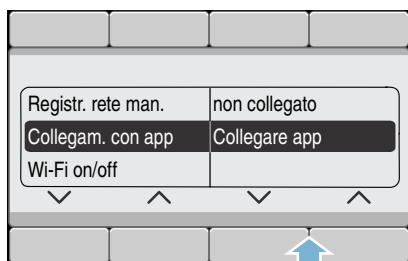 Registr. rete man. non collegato
Collegam. con app Collegare app
Wi-Fi on/off